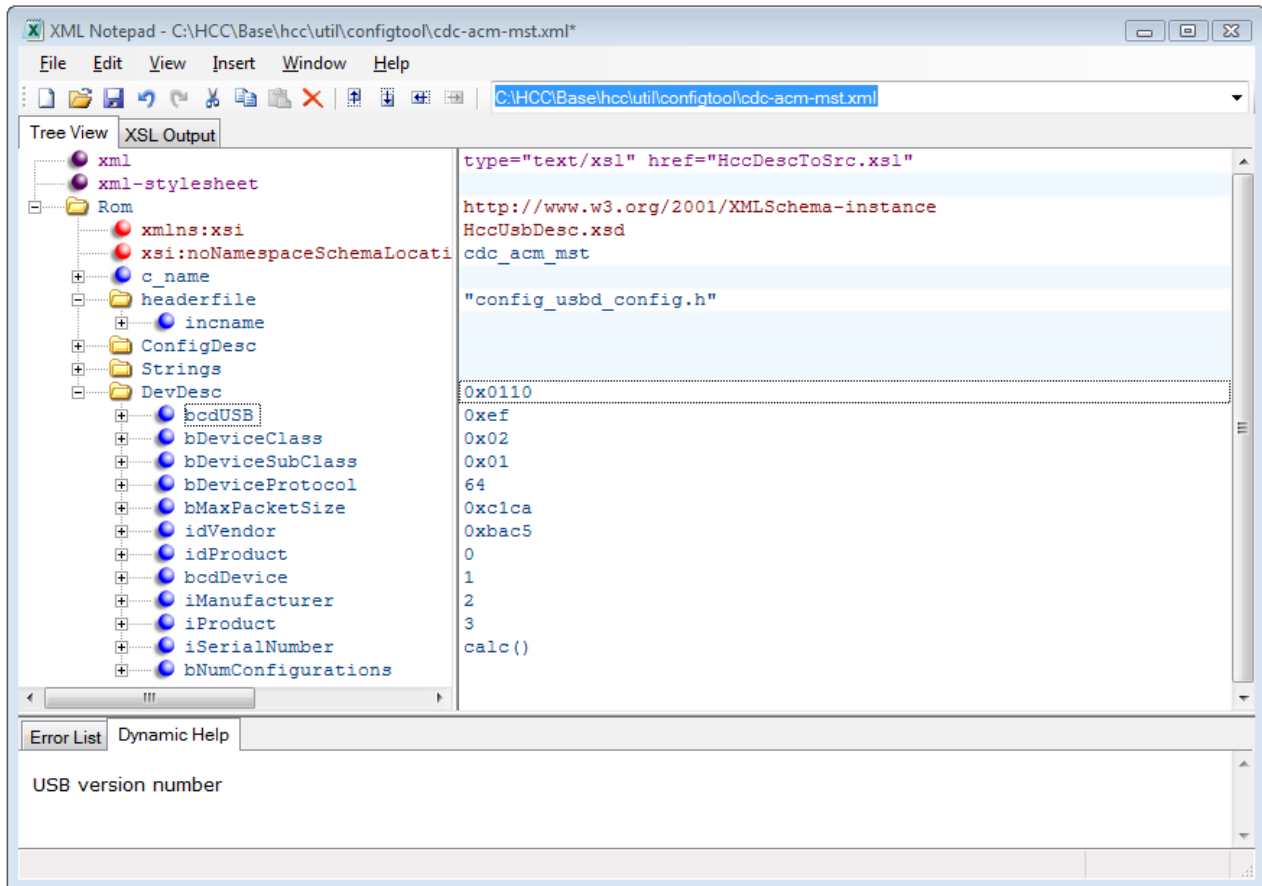 XML Notepad - C:\HCC\Base\hcc\util\configtool\cdc-acm-mst.xml*
File Edit View Insert Window Help
C:\HCC\Base\hcc\util\configtool\cdc-acm-mst.xml
Tree View XSL Output
xml type="text/xsl" href="HccDescToSrc.xsl"
xml-stylesheet
Rom http://www.w3.org/2001/XMLSchema-instance
xmlns:xsi HccUsbDesc.xsd
xsi:noNamespaceSchemaLocati cdc_acm_mst
c_name
headerfile "config_usbd_config.h"
incname
ConfigDesc
Strings
DevDesc 0x0110
bcdUSB 0xef
bDeviceClass 0x02
bDeviceSubClass 0x01
bDeviceProtocol 64
bMaxPacketSize 0xc1ca
idVendor 0xbac5
idProduct 0
bcdDevice 1
iManufacturer 2
iProduct 3
iSerialNumber calc()
bNumConfigurations
Error List Dynamic Help
USB version number